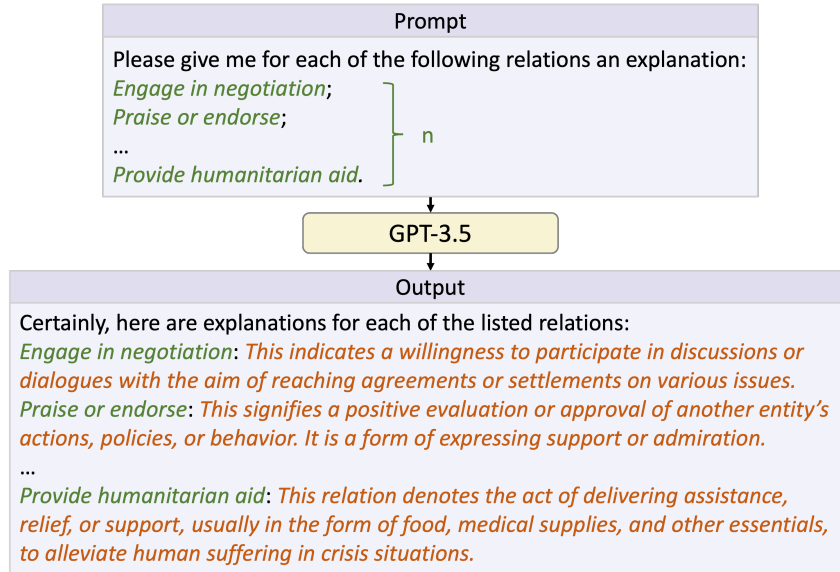 Prompt
Please give me for each of the following relations an explanation:
Engage in negotiation;
Praise or endorse;
n
...
Provide humanitarian aid.
GPT-3.5
Output
Certainly, here are explanations for each of the listed relations:
Engage in negotiation: This indicates a willingness to participate in discussions or
dialogues with the aim of reaching agreements or settlements on various issues.
Praise or endorse: This signifies a positive evaluation or approval of another entity's
actions, policies, or behavior. It is a form of expressing support or admiration.
...
Provide humanitarian aid: This relation denotes the act of delivering assistance,
relief, or support, usually in the form of food, medical supplies, and other essentials,
to alleviate human suffering in crisis situations.